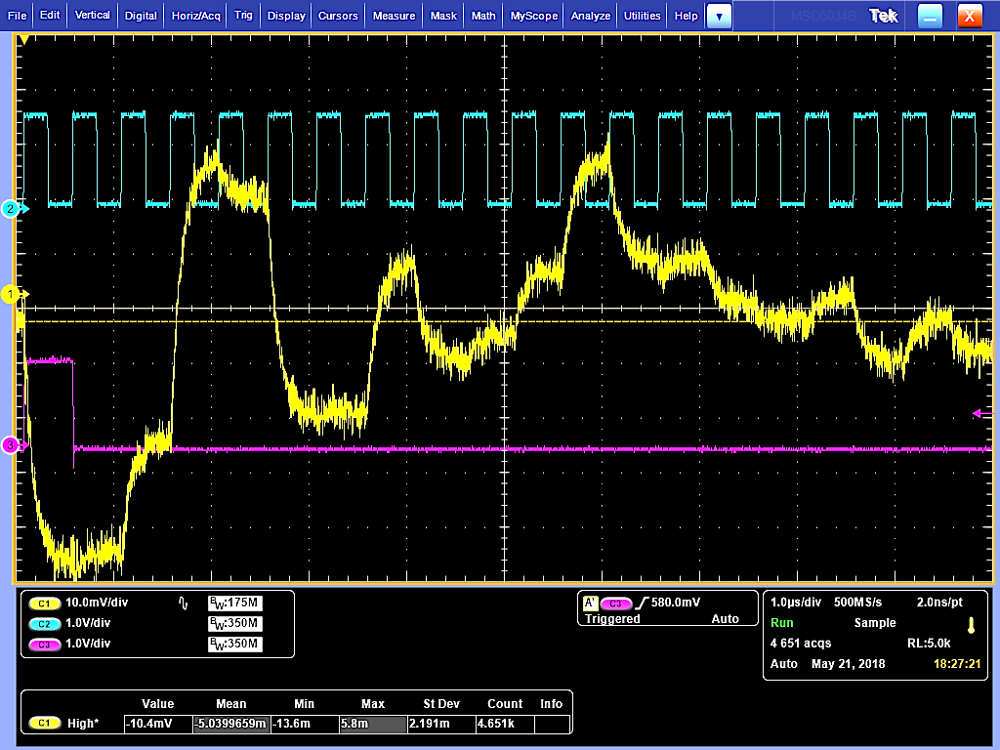 File Edit Vertical Digital Horiz/Acq Trig Display Cursors Measure Mask Math MyScope Analyze Utilities Help MSO5034B Tek X
2
1
3
C1 10.0mV/div BW:175M
C2 1.0V/div BW:350M
C3 1.0V/div BW:350M
A' C3 580.0mV
Triggered Auto
1.0µs/div 500MS/s 2.0ns/pt
Run Sample
4 651 acqs RL:5.0k
Auto May 21, 2018 18:27:21
Value Mean Min Max St Dev Count Info
C1 High* -10.4mV -5.0399659m -13.6m 5.8m 2.191m 4.651k